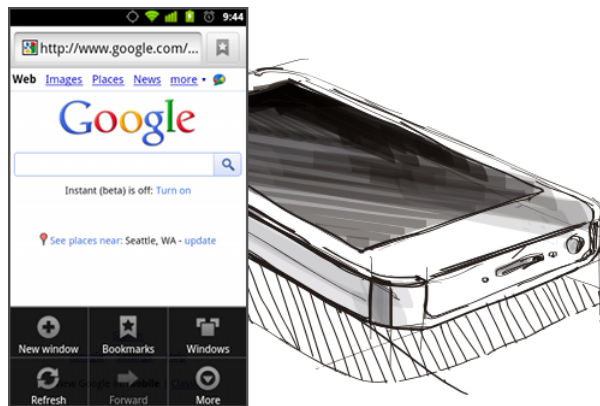 9:44
http://www.google.com/...
Web Images Places News more
Google
Instant (beta) is off: Turn on
See places near: Seattle, WA - update
New window Bookmarks Windows
Refresh Forward More